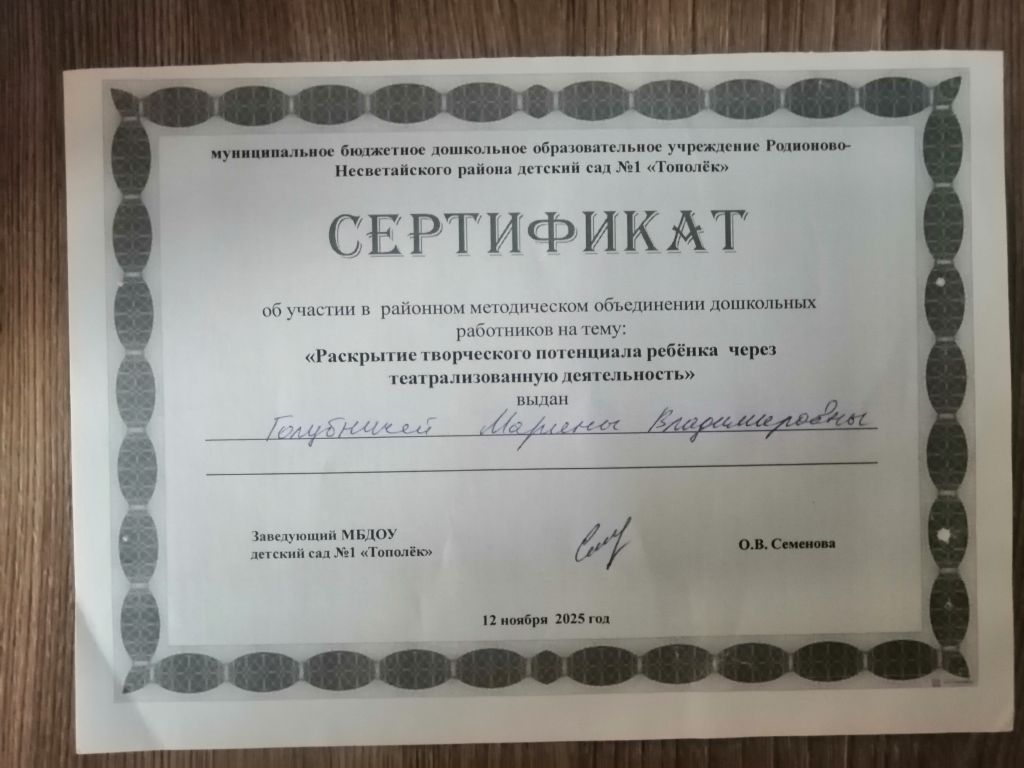 муниципальное бюджетное дошкольное образовательное учреждение Родионово-
Несветайского района детский сад №1 «Тополёк»
СЕРТИФИКАТ
об участии в районном методическом объединении дошкольных
работников на тему:
«Раскрытие творческого потенциала ребёнка через
театрализованную деятельность»
выдан
Голубничей Марины Владимировны
Заведующий МБДОУ
детский сад №1 «Тополёк»
О.В. Семенова
12 ноября 2025 год